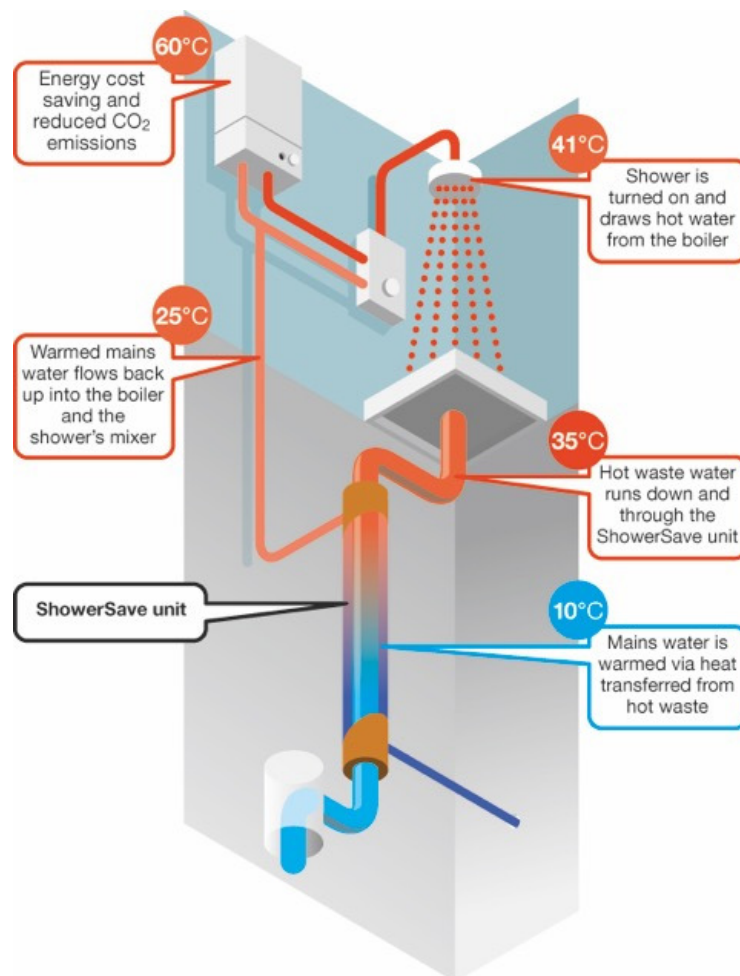 60°C
Energy cost
saving and
reduced CO₂
emissions
41°C
Shower is
turned on and
draws hot water
from the boiler
25°C
Warmed mains
water flows back
up into the boiler
and the
shower's mixer
35°C
Hot waste water
runs down and
through the
ShowerSave unit
ShowerSave unit
10°C
Mains water is
warmed via heat
transferred from
hot waste